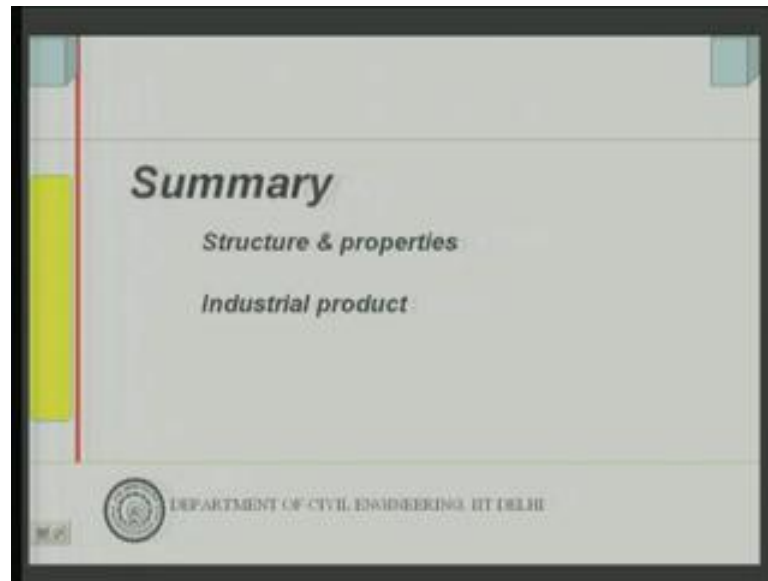 Summary
Structure & properties
Industrial product
DEPARTMENT OF CIVIL ENGINEERING, IIT DELHI